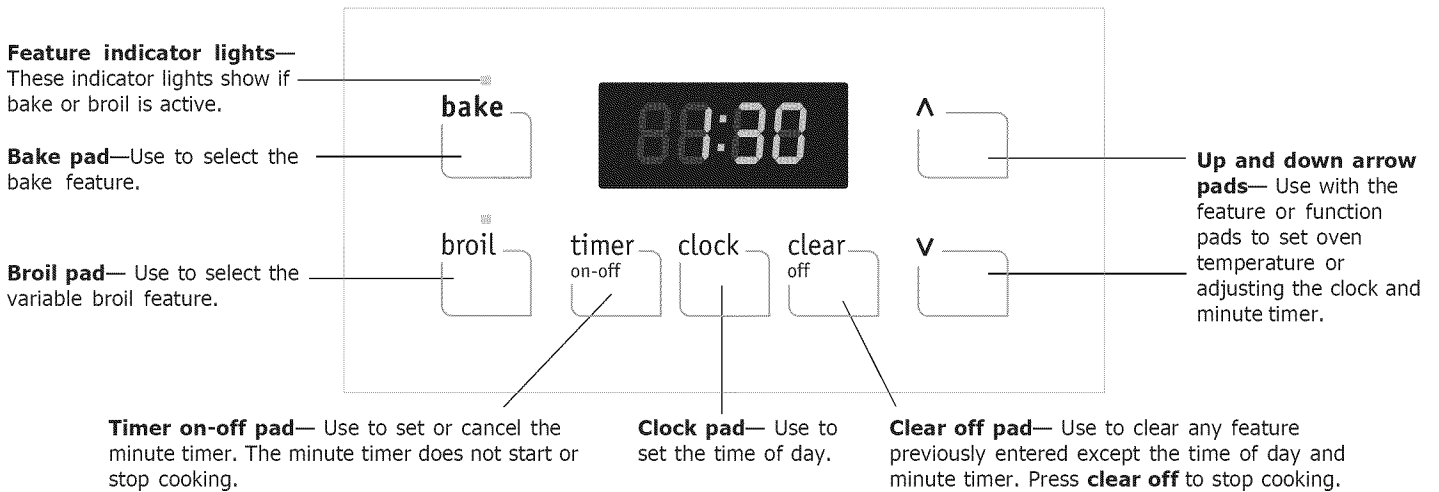 Feature indicator lights—
These indicator lights show if
bake or broil is active.
Bake pad—Use to select the
bake feature.
Broil pad— Use to select the
variable broil feature.
bake
1:30
^
broil
timer
on-off
clock
clear
off
v
Up and down arrow
pads— Use with the
feature or function
pads to set oven
temperature or
adjusting the clock and
minute timer.
Timer on-off pad— Use to set or cancel the
minute timer. The minute timer does not start or
stop cooking.
Clock pad— Use to
set the time of day.
Clear off pad— Use to clear any feature
previously entered except the time of day and
minute timer. Press clear off to stop cooking.